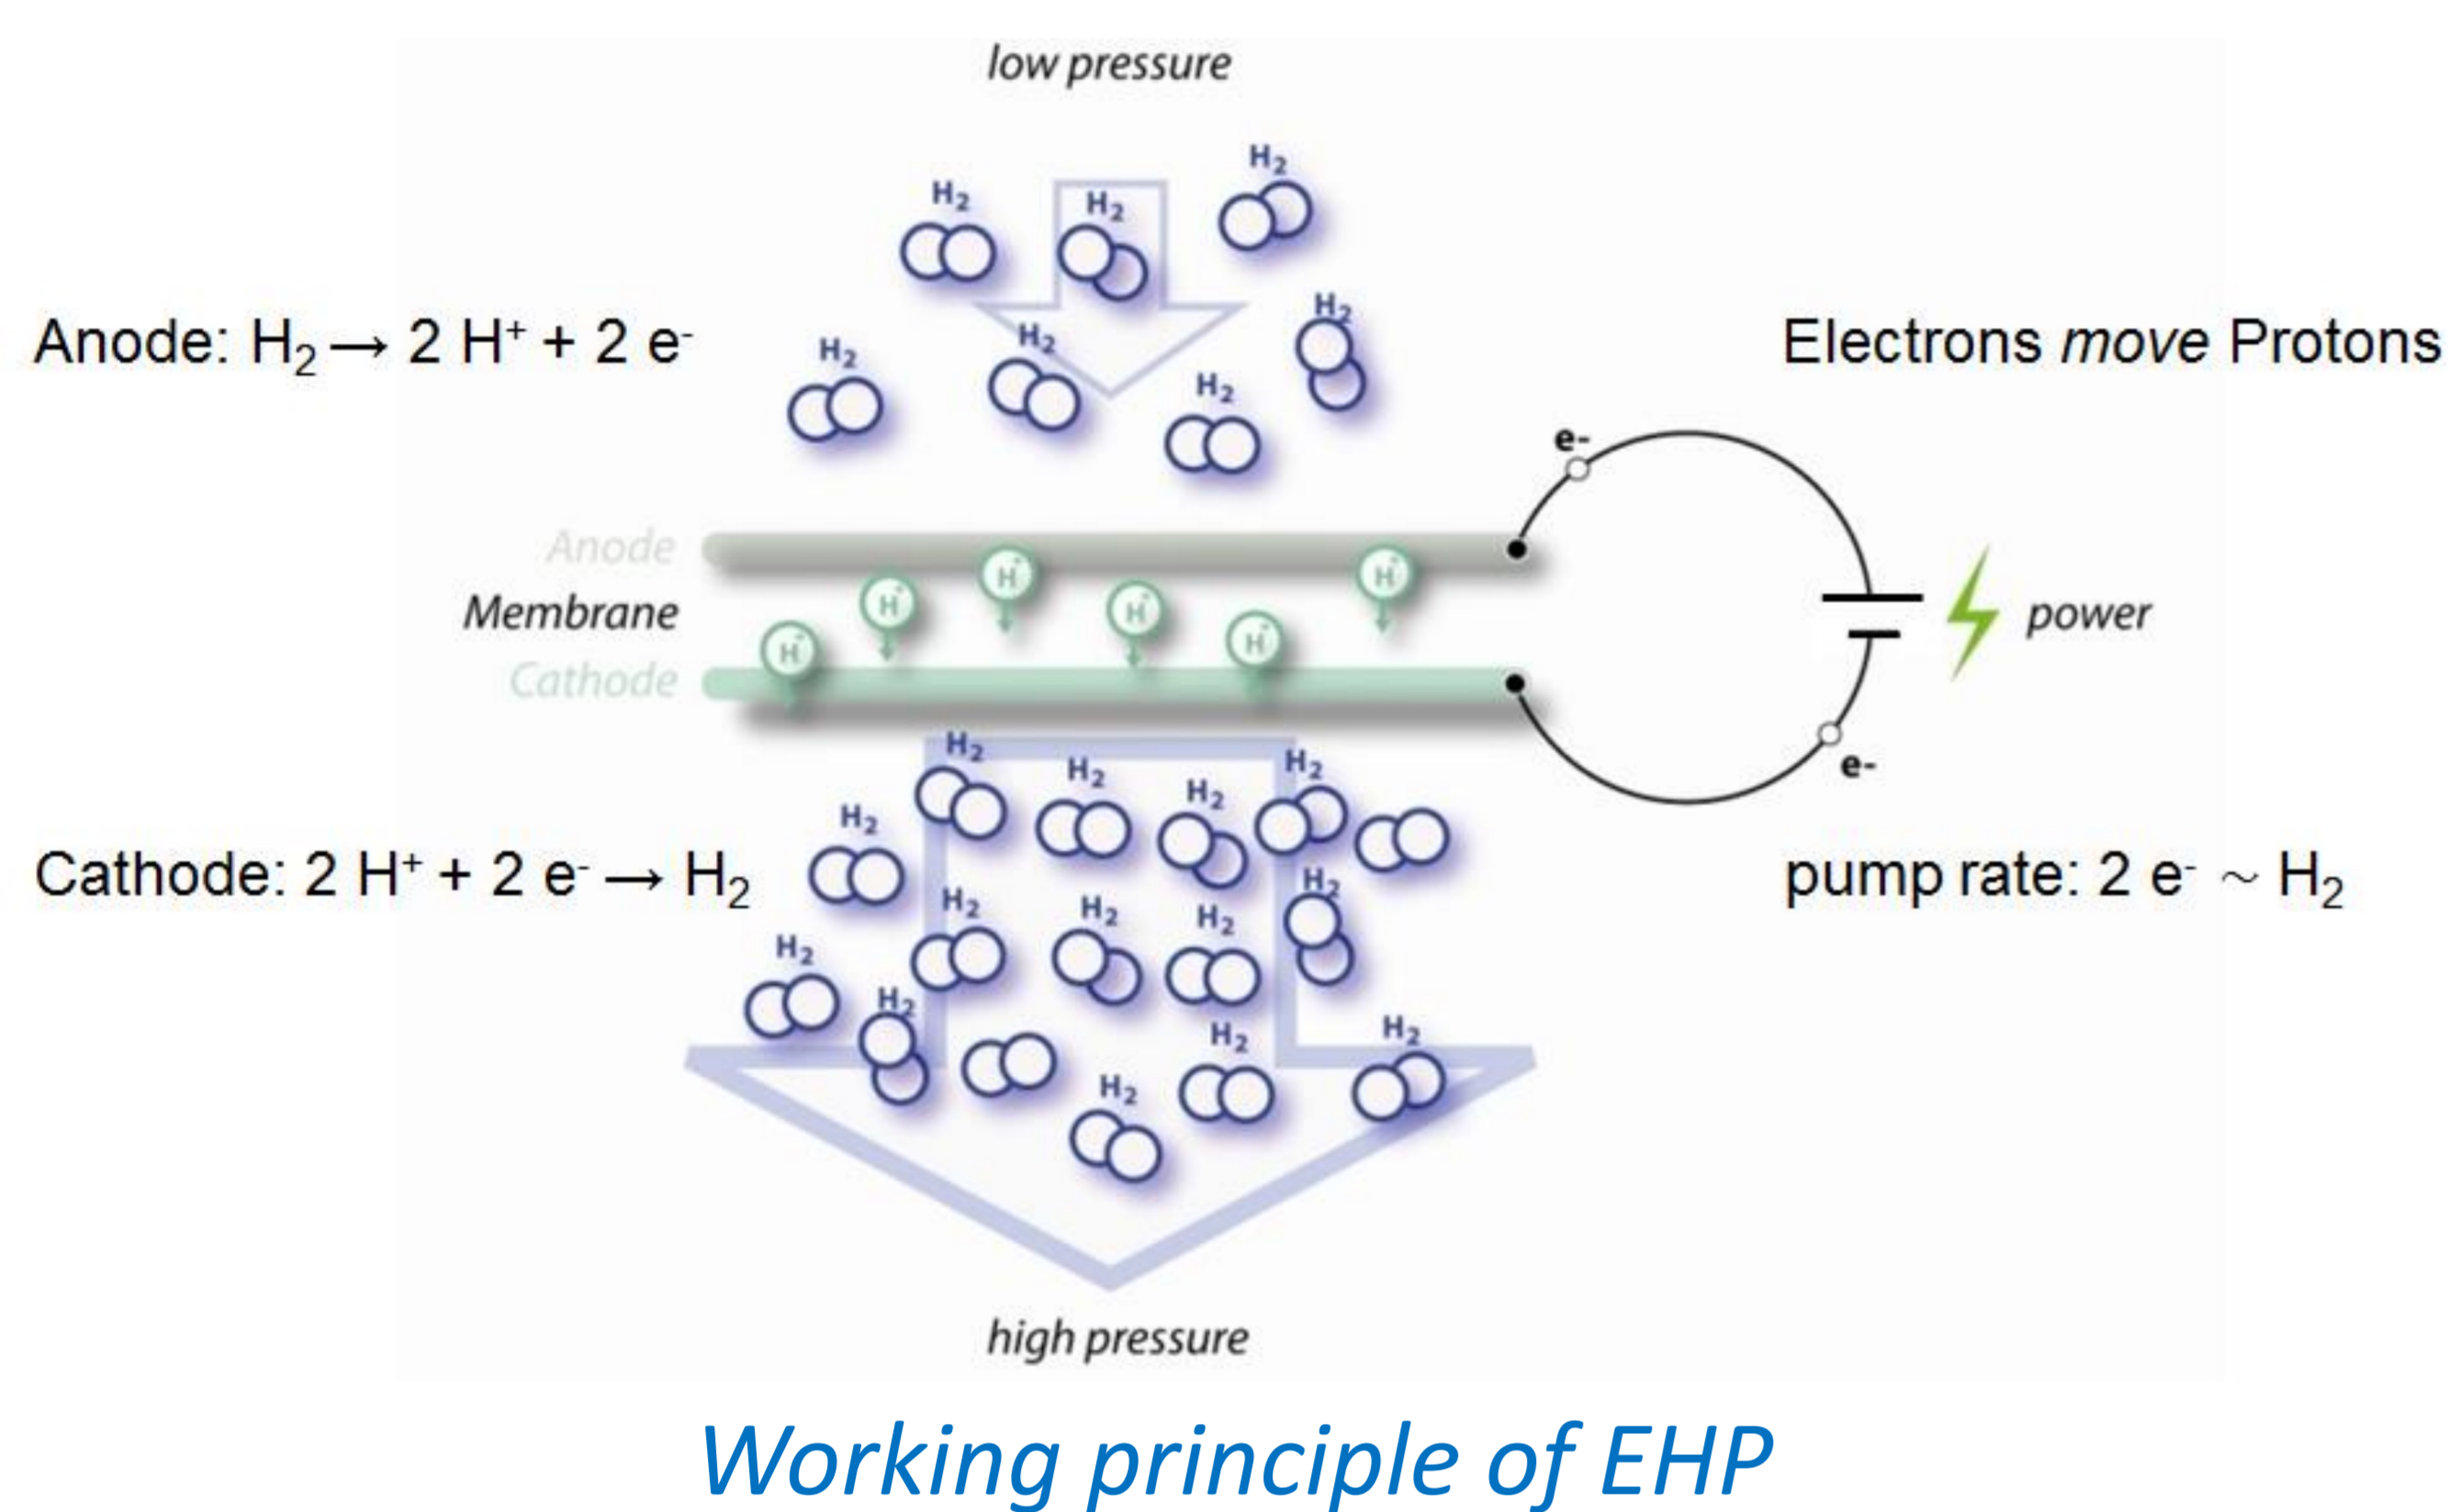 low pressure
H₂
H₂
H₂
H₂
Anode: H₂ → 2 H⁺ + 2 e⁻
Electrons move Protons
H₂
H₂
H₂
e-
Anode
H⁺
H⁺
H⁺
H⁺
H⁺
H⁺
Membrane
power
Cathode
H₂
H₂
H₂
H₂
e-
H₂
Cathode: 2 H⁺ + 2 e⁻ → H₂
pump rate: 2 e⁻ ~ H₂
H₂
H₂
H₂
H₂
H₂
H₂
H₂
H₂
H₂
high pressure
Working principle of EHP